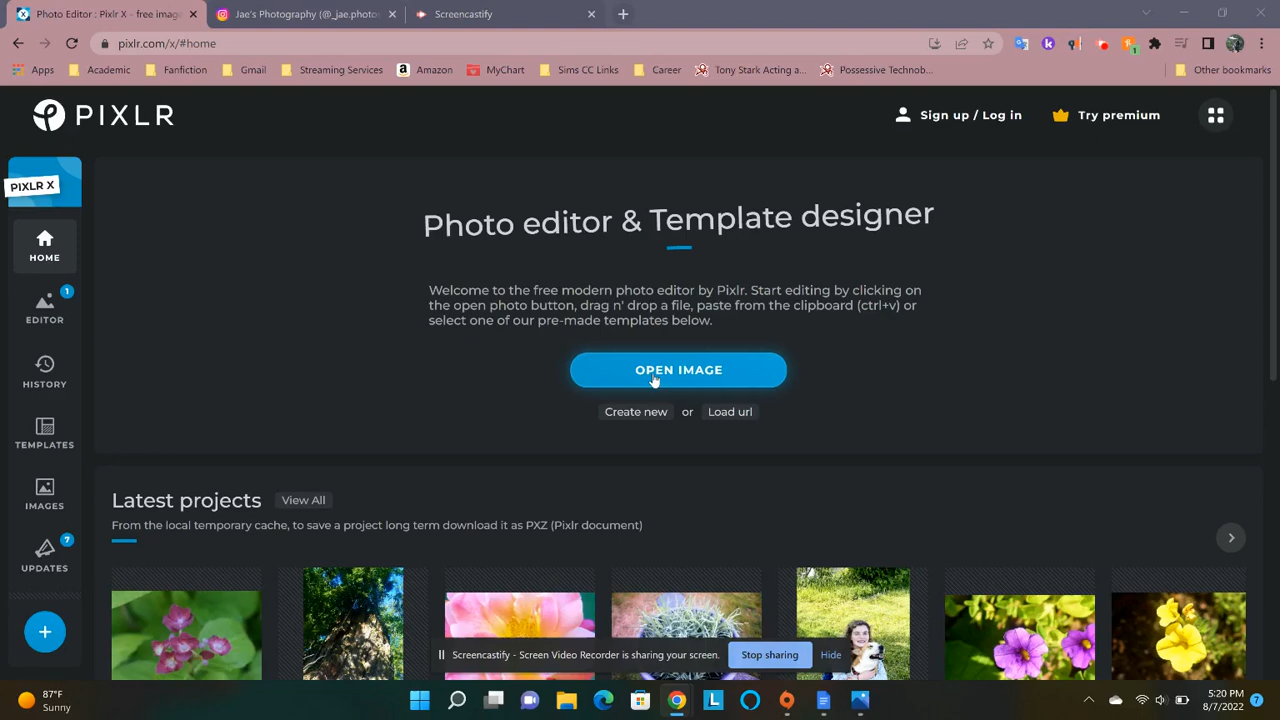 Photo Editor : Pixlr X - free imag
Jae's Photography (@_jae.photos
Screencastify
pixlr.com/x/#home
1
Apps
Academic
Fanfiction
Gmail
Streaming Services
Amazon
MyChart
Sims CC Links
Career
Tony Stark Acting a...
Possessive Technob...
Other bookmarks
PIXLR
Sign up / Log in
Try premium
PIXLR X
HOME
1
EDITOR
HISTORY
TEMPLATES
IMAGES
7
UPDATES
Photo editor & Template designer
Welcome to the free modern photo editor by Pixlr. Start editing by clicking on
the open photo button, drag n' drop a file, paste from the clipboard (ctrl+v) or
select one of our pre-made templates below.
OPEN IMAGE
Create new or Load url
Latest projects View All
From the local temporary cache, to save a project long term download it as PXZ (Pixlr document)
Screencastify - Screen Video Recorder is sharing your screen. Stop sharing Hide
87°F
Sunny
5:20 PM
8/7/2022
7